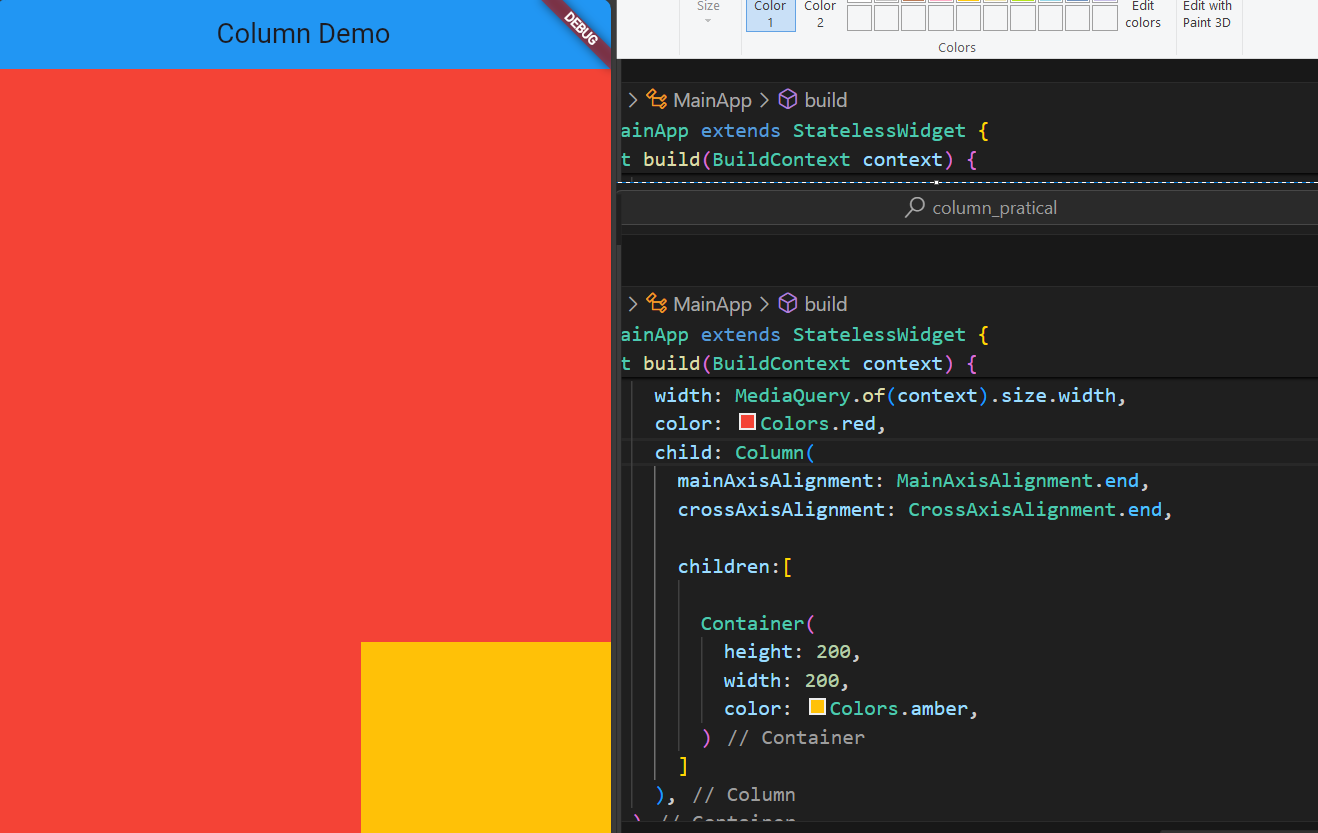 Column Demo
DEBUG
Size
Color
1
Color
2
Edit
colors
Edit with
Paint 3D
Colors
MainApp build
ainApp extends StatelessWidget {
t build(BuildContext context) {
column_pratical
MainApp build
ainApp extends StatelessWidget {
t build(BuildContext context) {
width: MediaQuery.of(context).size.width,
color: Colors.red,
child: Column(
mainAxisAlignment: MainAxisAlignment.end,
crossAxisAlignment: CrossAxisAlignment.end,
children:[
Container(
height: 200,
width: 200,
color: Colors.amber,
) // Container
]
), // Column
) // Container